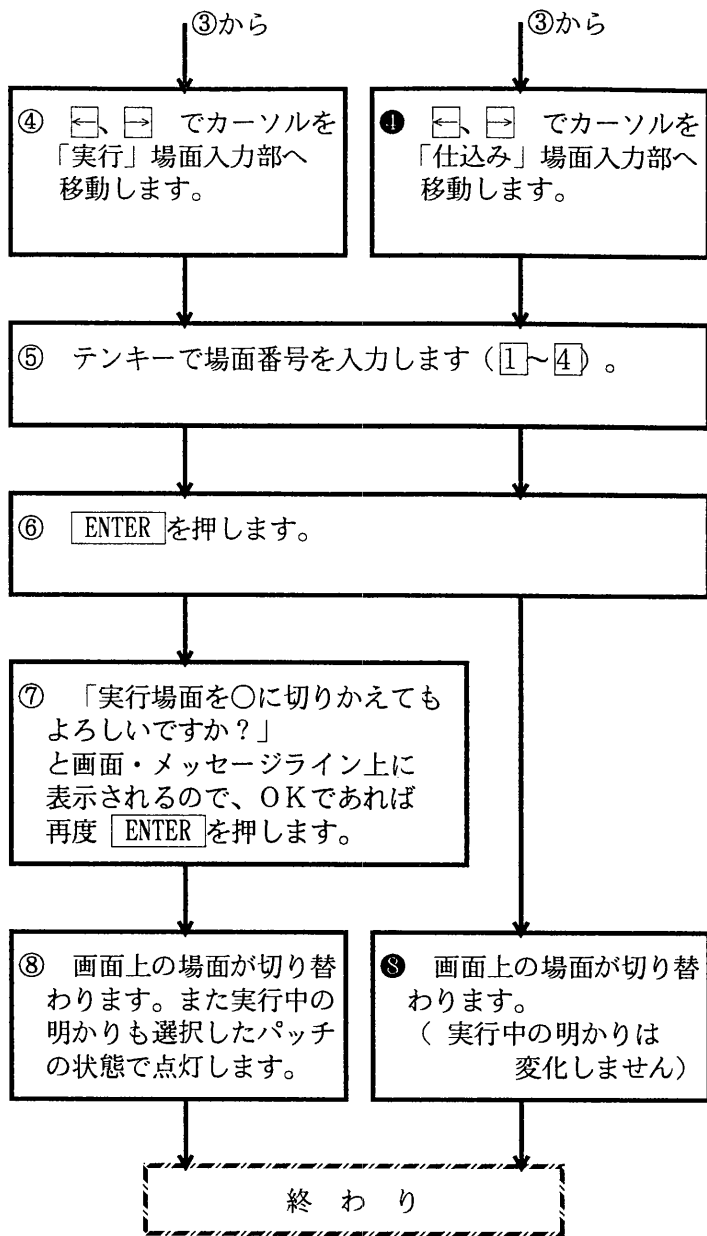 ③から
③から
④ ←、→ でカーソルを
「実行」場面入力部へ
移動します。
❹ ←、→ でカーソルを
「仕込み」場面入力部へ
移動します。
⑤ テンキーで場面番号を入力します（1〜4）。
⑥ ENTER を押します。
⑦ 「実行場面を○に切りかえても
よろしいですか？」
と画面・メッセージライン上に
表示されるので、ＯＫであれば
再度 ENTER を押します。
⑧ 画面上の場面が切り替
わります。また実行中の
明かりも選択したパッチ
の状態で点灯します。
❽ 画面上の場面が切り替
わります。
（ 実行中の明かりは
変化しません）
終 わ り